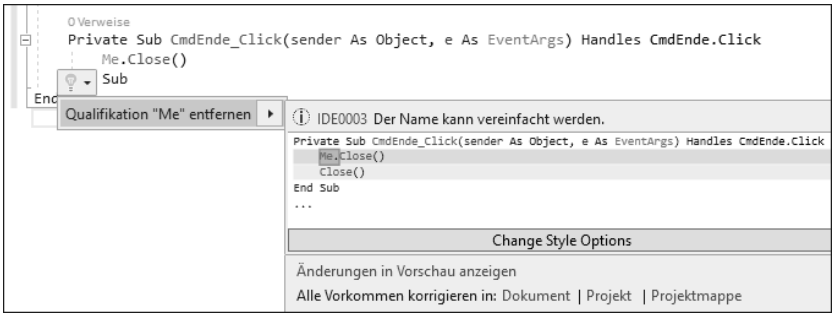 0 Verweise
Private Sub CmdEnde_Click(sender As Object, e As EventArgs) Handles CmdEnde.Click
Me.Close()
Sub
End
Qualifikation "Me" entfernen
IDE0003 Der Name kann vereinfacht werden.
Private Sub CmdEnde_Click(sender As Object, e As EventArgs) Handles CmdEnde.Click
Me.Close()
Close()
End Sub
...
Change Style Options
Änderungen in Vorschau anzeigen
Alle Vorkommen korrigieren in: Dokument | Projekt | Projektmappe